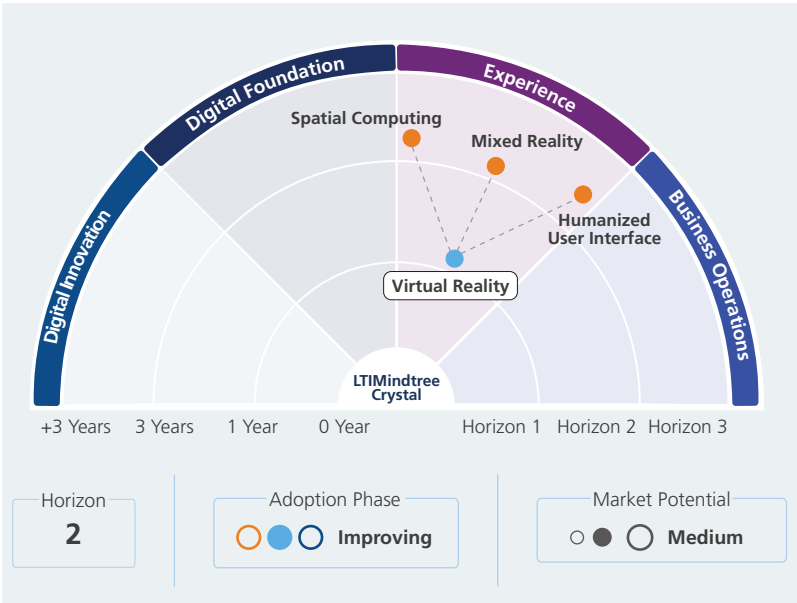 Digital Foundation
Experience
Digital Innovation
Business Operations
Spatial Computing
Mixed Reality
Humanized
User Interface
Virtual Reality
LTIMindtree
Crystal
+3 Years
3 Years
1 Year
0 Year
Horizon 1
Horizon 2
Horizon 3
Horizon
2
Adoption Phase
Improving
Market Potential
Medium